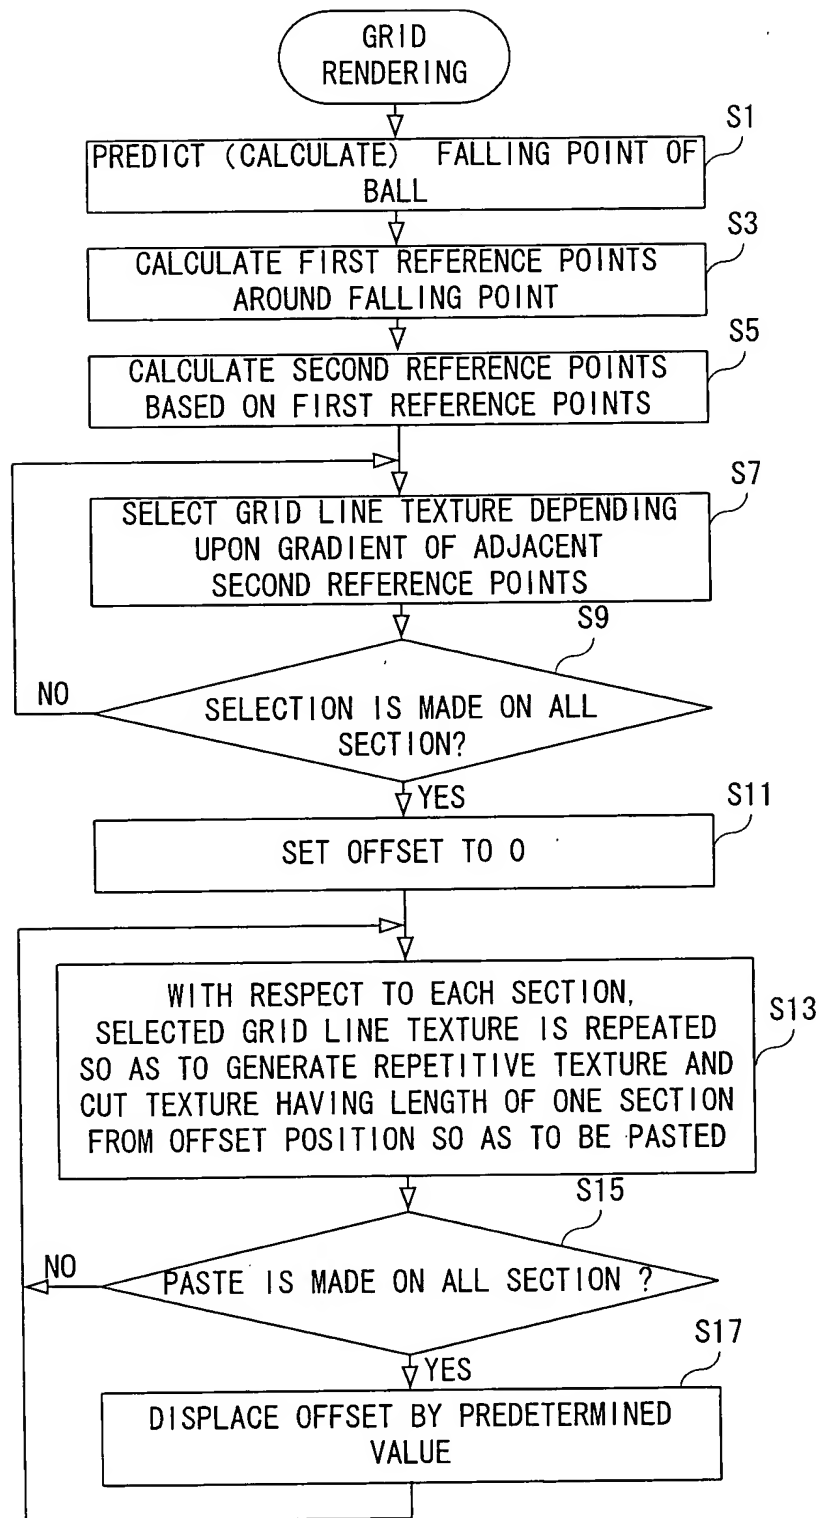 GRID
RENDERING
S1
PREDICT (CALCULATE) FALLING POINT OF
BALL
S3
CALCULATE FIRST REFERENCE POINTS
AROUND FALLING POINT
S5
CALCULATE SECOND REFERENCE POINTS
BASED ON FIRST REFERENCE POINTS
S7
SELECT GRID LINE TEXTURE DEPENDING
UPON GRADIENT OF ADJACENT
SECOND REFERENCE POINTS
S9
NO
SELECTION IS MADE ON ALL
SECTION?
YES
S11
SET OFFSET TO 0
WITH RESPECT TO EACH SECTION,
S13
SELECTED GRID LINE TEXTURE IS REPEATED
SO AS TO GENERATE REPETITIVE TEXTURE AND
CUT TEXTURE HAVING LENGTH OF ONE SECTION
FROM OFFSET POSITION SO AS TO BE PASTED
S15
NO
PASTE IS MADE ON ALL SECTION ?
S17
YES
DISPLACE OFFSET BY PREDETERMINED
VALUE